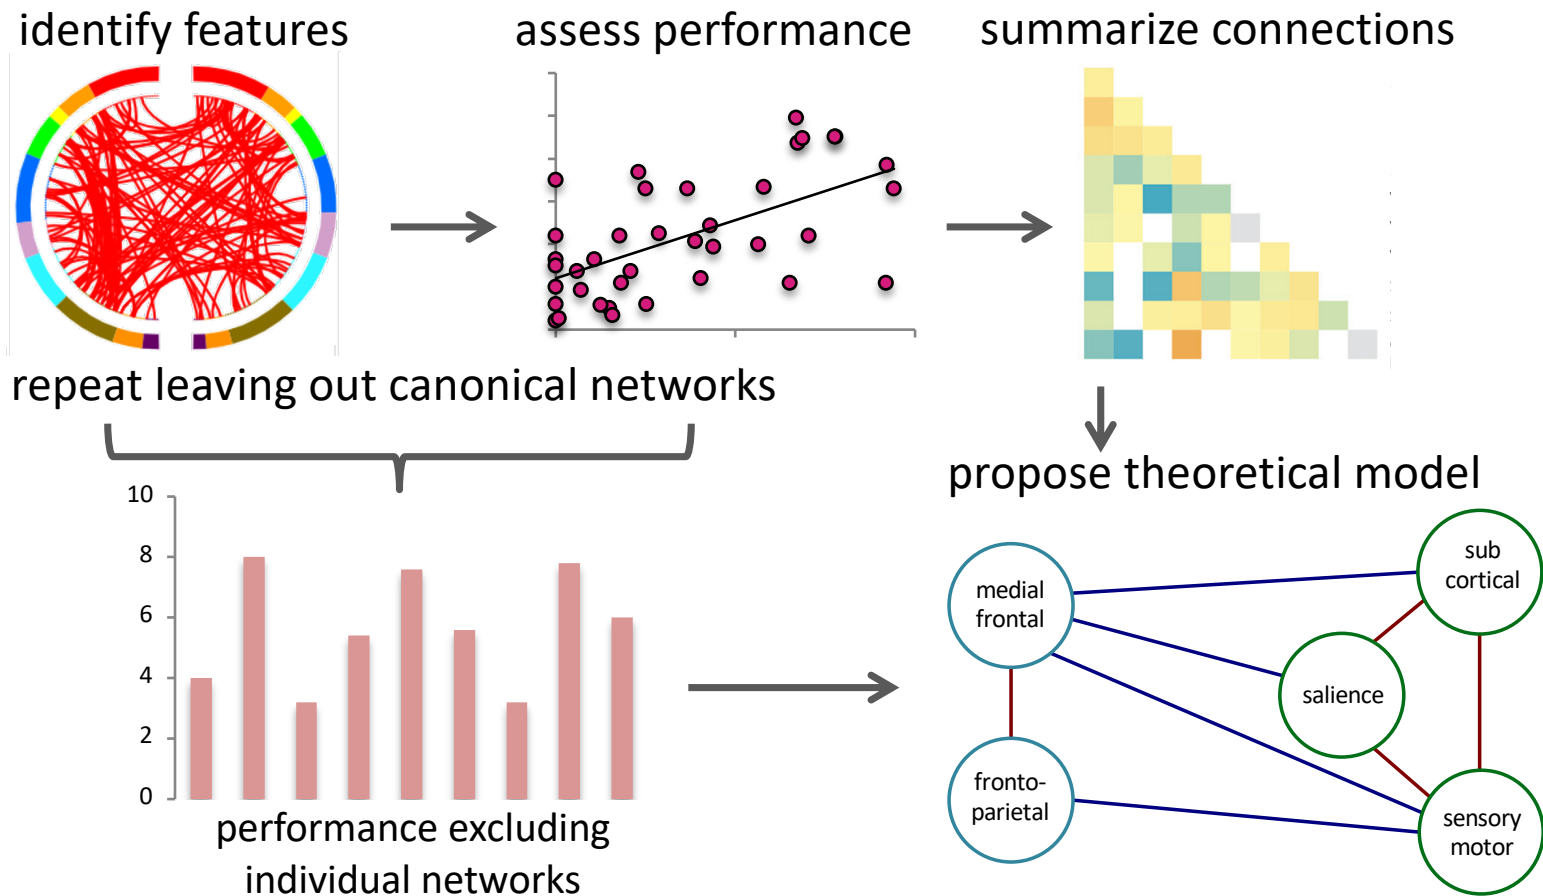 identify features
assess performance
summarize connections
repeat leaving out canonical networks
10
8
6
4
2
0
performance excluding
individual networks
propose theoretical model
medial
frontal
sub
cortical
salience
fronto-
parietal
sensory
motor